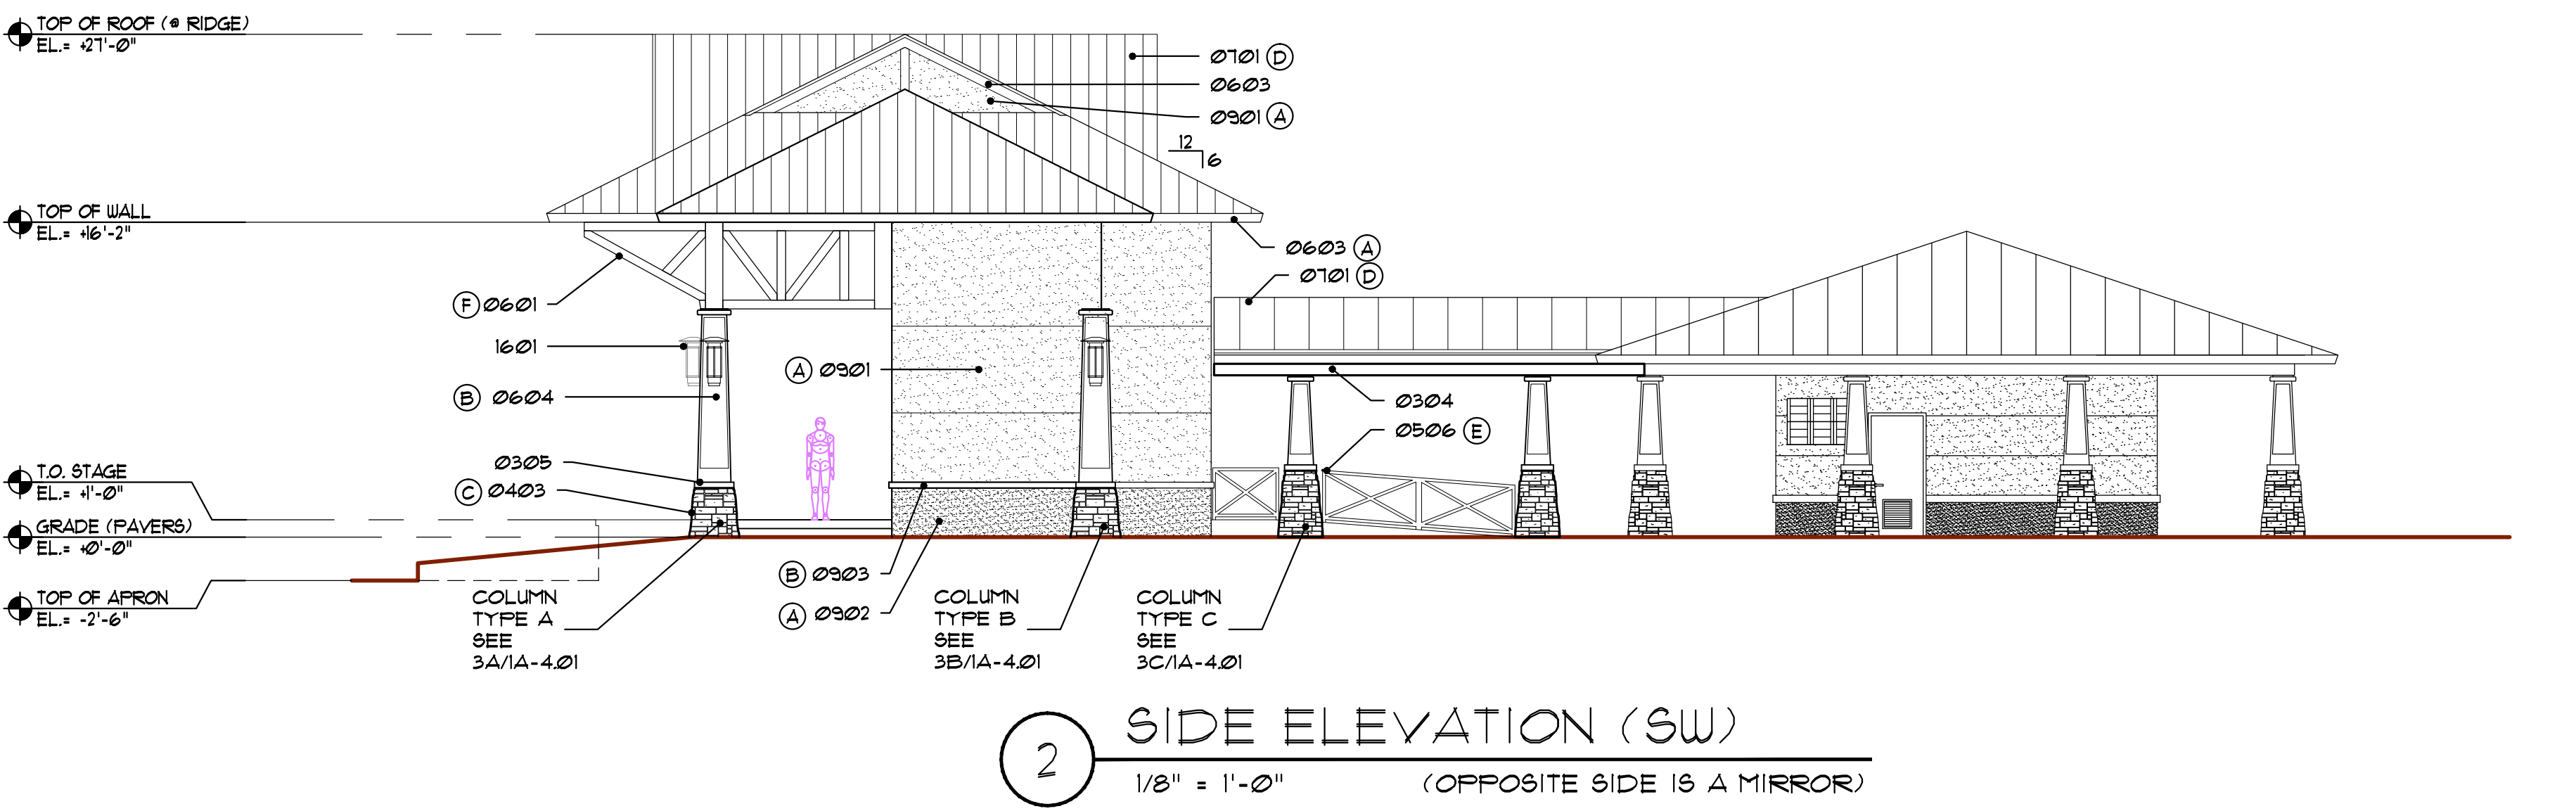 TOP OF ROOF (@ RIDGE)
EL.= +27'-0"
TOP OF WALL
EL.= +16'-2"
T.O. STAGE
EL.= +1'-0"
GRADE (PAVERS)
EL.= +0'-0"
TOP OF APRON
EL.= -2'-6"
0701 D
0603
0901 A
12
6
0603 A
0701 D
F 0601
1601
B 0604
0305
C 0403
A 0901
0304
0506 E
B 0903
A 0902
COLUMN
TYPE A
SEE
3A/1A-4.01
COLUMN
TYPE B
SEE
3B/1A-4.01
COLUMN
TYPE C
SEE
3C/1A-4.01
2
SIDE ELEVATION (SW)
1/8" = 1'-0" (OPPOSITE SIDE IS A MIRROR)